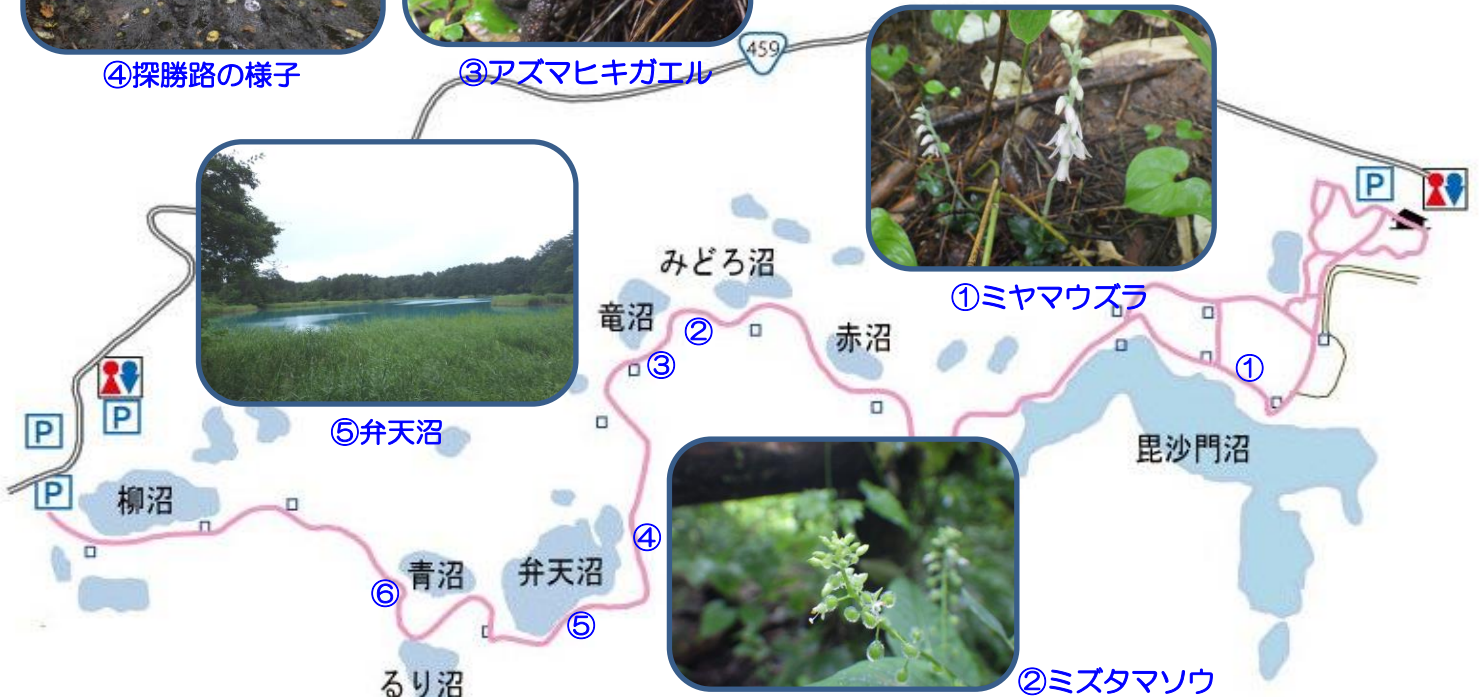 459
④探勝路の様子
③アズマヒキガエル
P
みどろ沼
①ミヤマウズラ
竜沼
②
赤沼
③
①
P
P
⑤弁天沼
毘沙門沼
P
柳沼
④
青沼
弁天沼
⑥
⑤
るり沼
②ミズタマソウ